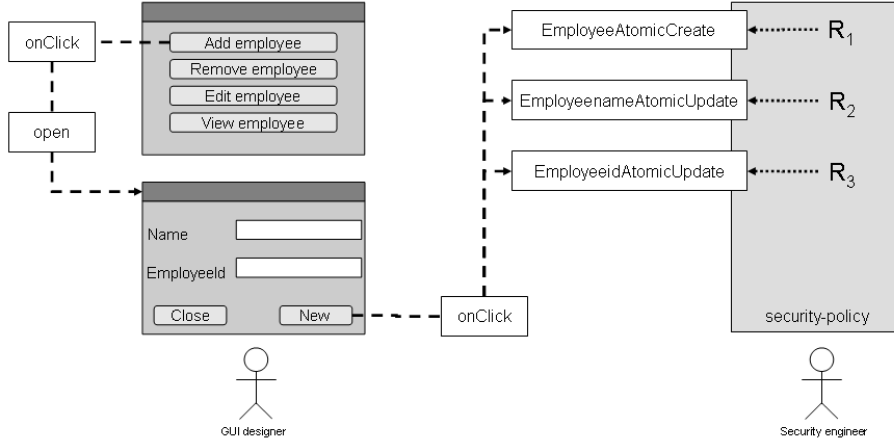 onClick
open
Add employee
Remove employee
Edit employee
View employee
Name
EmployeeId
Close
New
GUI designer
onClick
EmployeeAtomicCreate
EmployeenameAtomicUpdate
EmployeeidAtomicUpdate
R1
R2
R3
security-policy
Security engineer